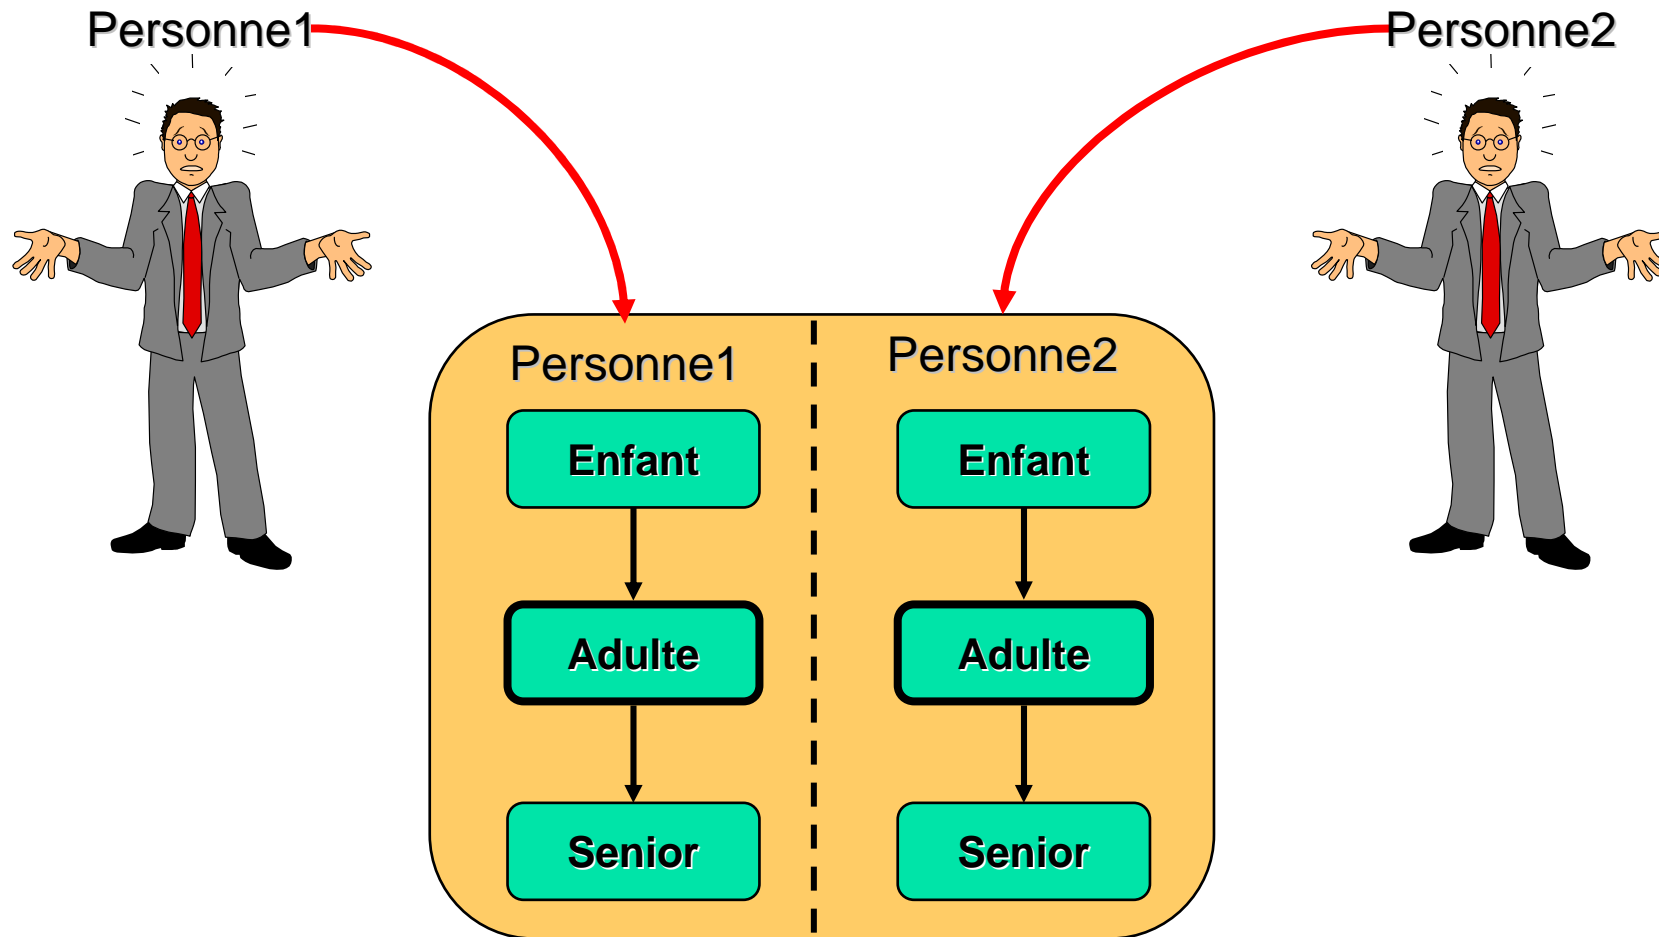 Personne1
Personne2
Personne1
Personne2
Enfant
Enfant
Adulte
Adulte
Senior
Senior